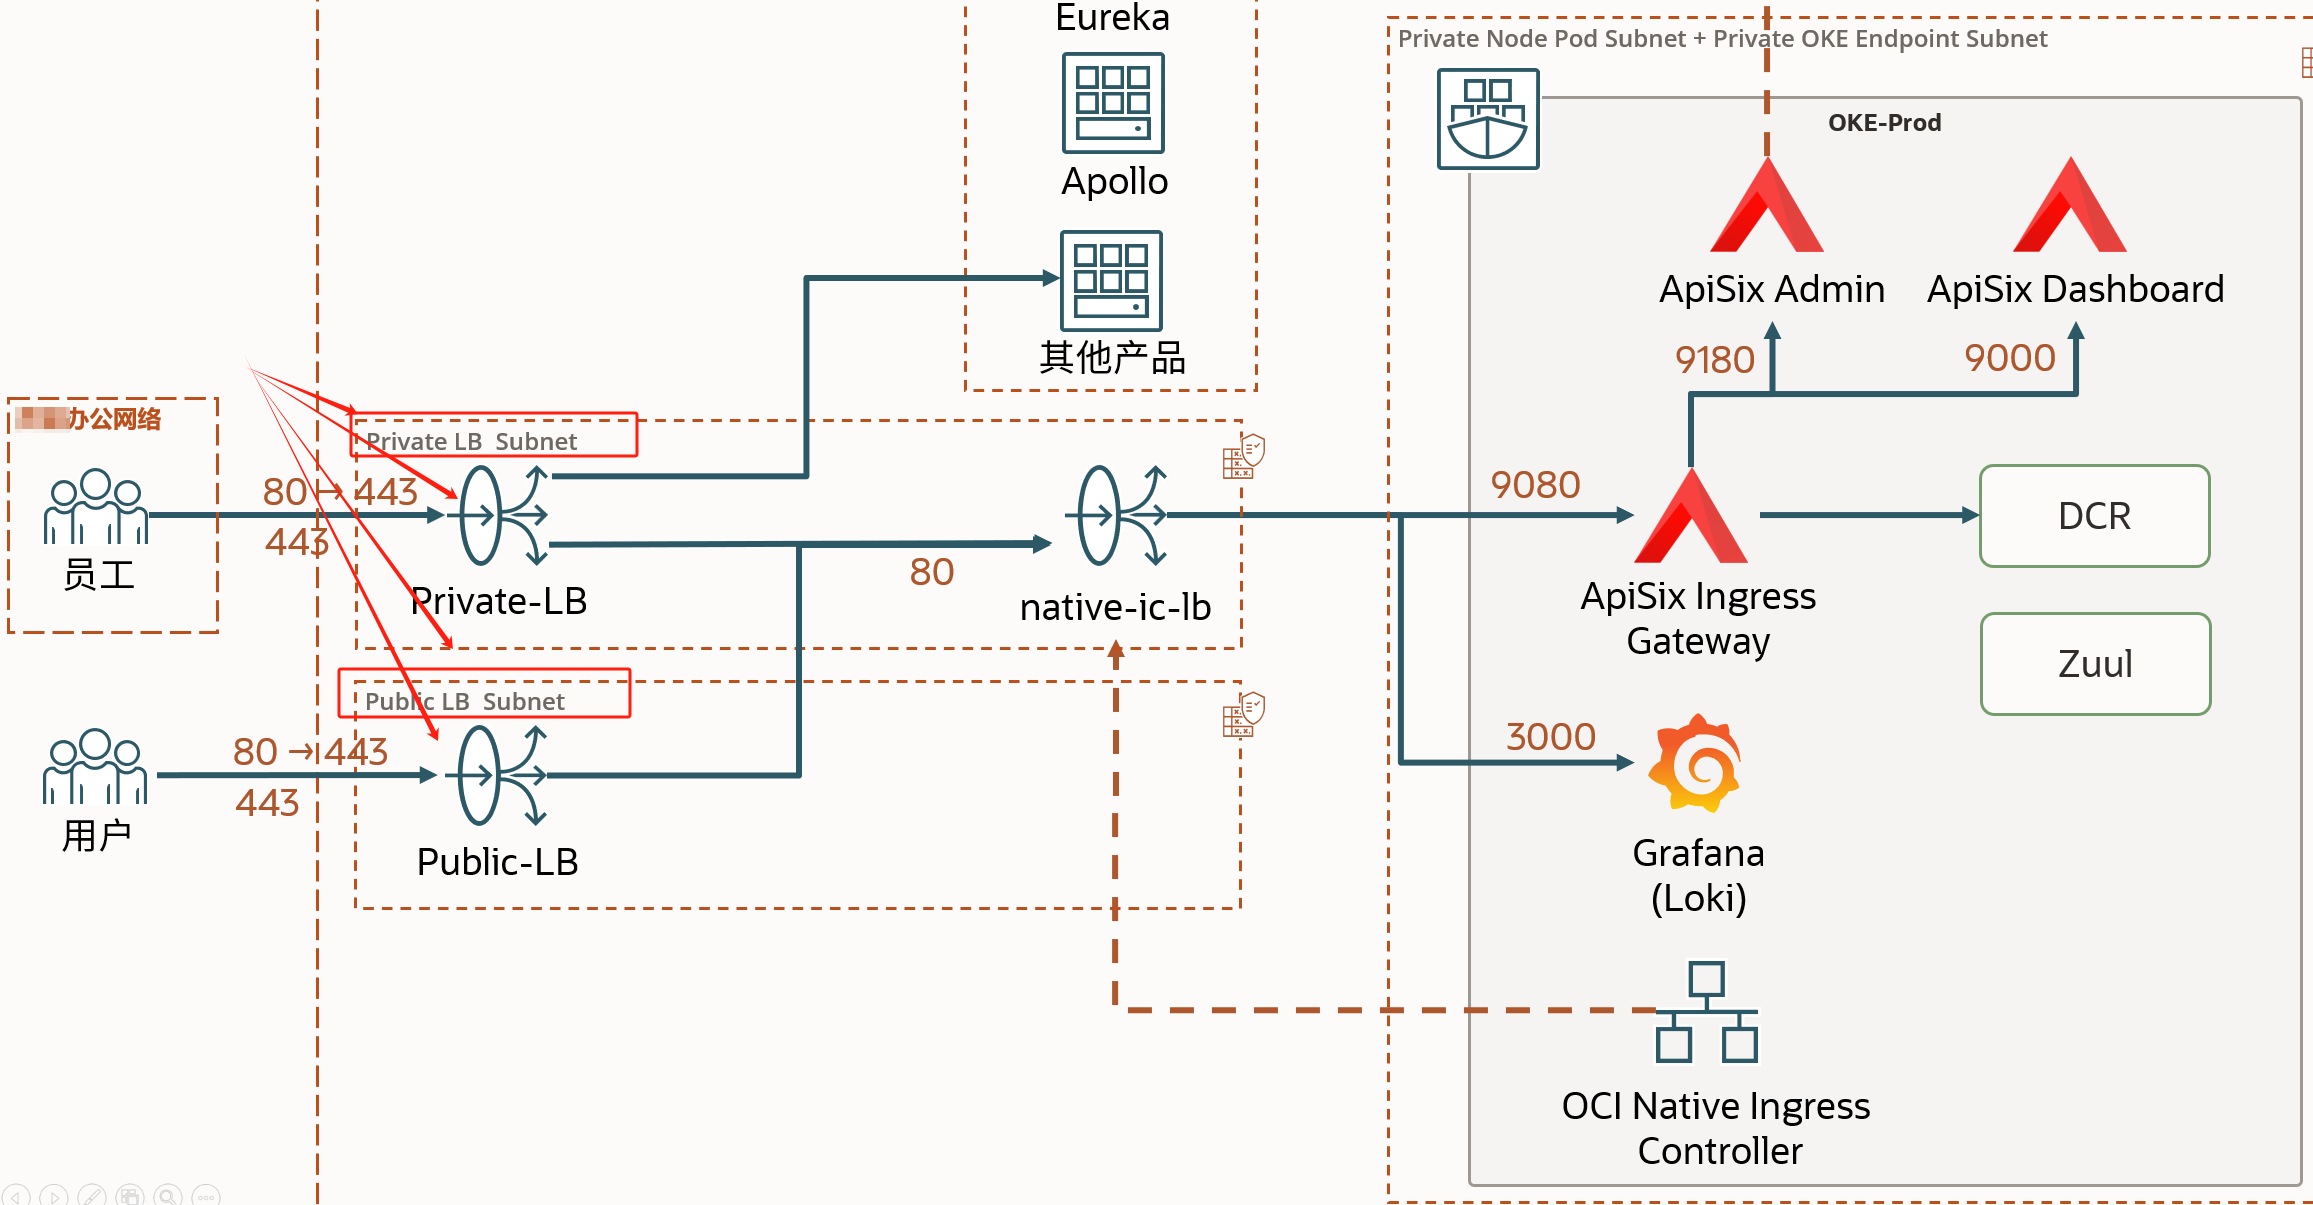 Eureka
Apollo
其他产品
Private Node Pod Subnet + Private OKE Endpoint Subnet
OKE-Prod
ApiSix Admin
ApiSix Dashboard
9180
9000
办公网络
员工
80 → 443
443
Private LB Subnet
Private-LB
80
native-ic-lb
9080
ApiSix Ingress
Gateway
DCR
Zuul
用户
80 → 443
443
Public LB Subnet
Public-LB
3000
Grafana
(Loki)
OCI Native Ingress
Controller